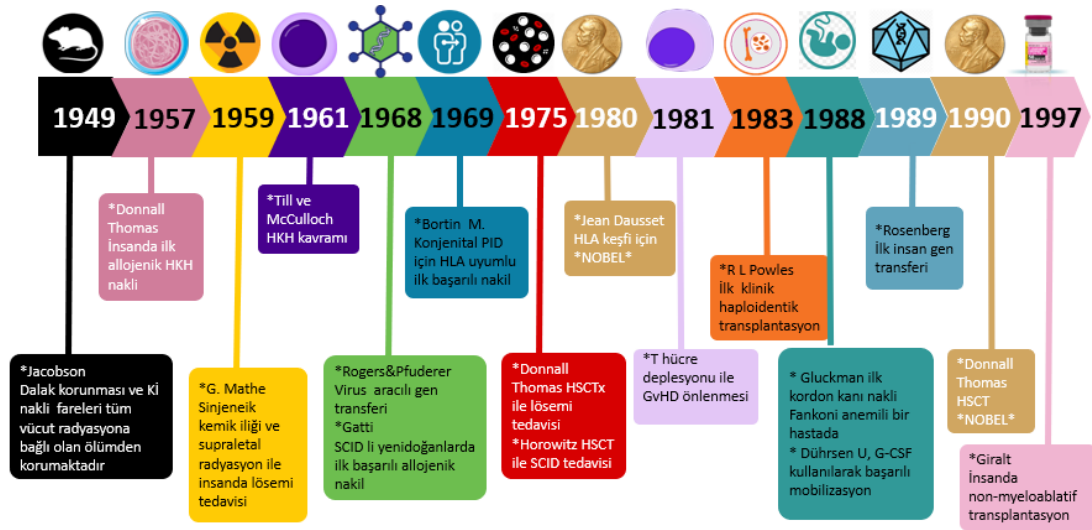 1949
1957
1959
1961
1968
1969
1975
1980
1981
1983
1988
1989
1990
1997
*Jacobson
Dalak korunması ve Kİ
nakli fareleri tüm
vücut radyasyona
bağlı olan ölümden
korumaktadır
*Donnall
Thomas
İnsanda ilk
allojenik HKH
nakli
*G. Mathe
Sinjeneik
kemik iliği ve
supraletal
radyasyon ile
insanda lösemi
tedavisi
*Till ve
McCulloch
HKH kavramı
*Rogers&Pfuderer
Virus aracılı gen
transferi
*Gatti
SCID li yenidoğanlarda
ilk başarılı allojenik
nakil
*Bortin M.
Konjenital PID
için HLA uyumlu
ilk başarılı nakil
*Donnall
Thomas HSCTx
ile lösemi
tedavisi
*Horowitz HSCT
ile SCID tedavisi
*Jean Dausset
HLA keşfi için
*NOBEL*
*T hücre
deplesyonu ile
GvHD önlenmesi
*R L Powles
İlk klinik
haploidentik
transplantasyon
* Gluckman ilk
kordon kanı nakli
Fankoni anemili bir
hastada
* Dührsen U, G-CSF
kullanılarak başarılı
mobilizasyon
*Rosenberg
İlk insan gen
transferi
*Donnall
Thomas
HSCT
*NOBEL*
*Giralt
İnsanda
non-myeloablatif
transplantasyon